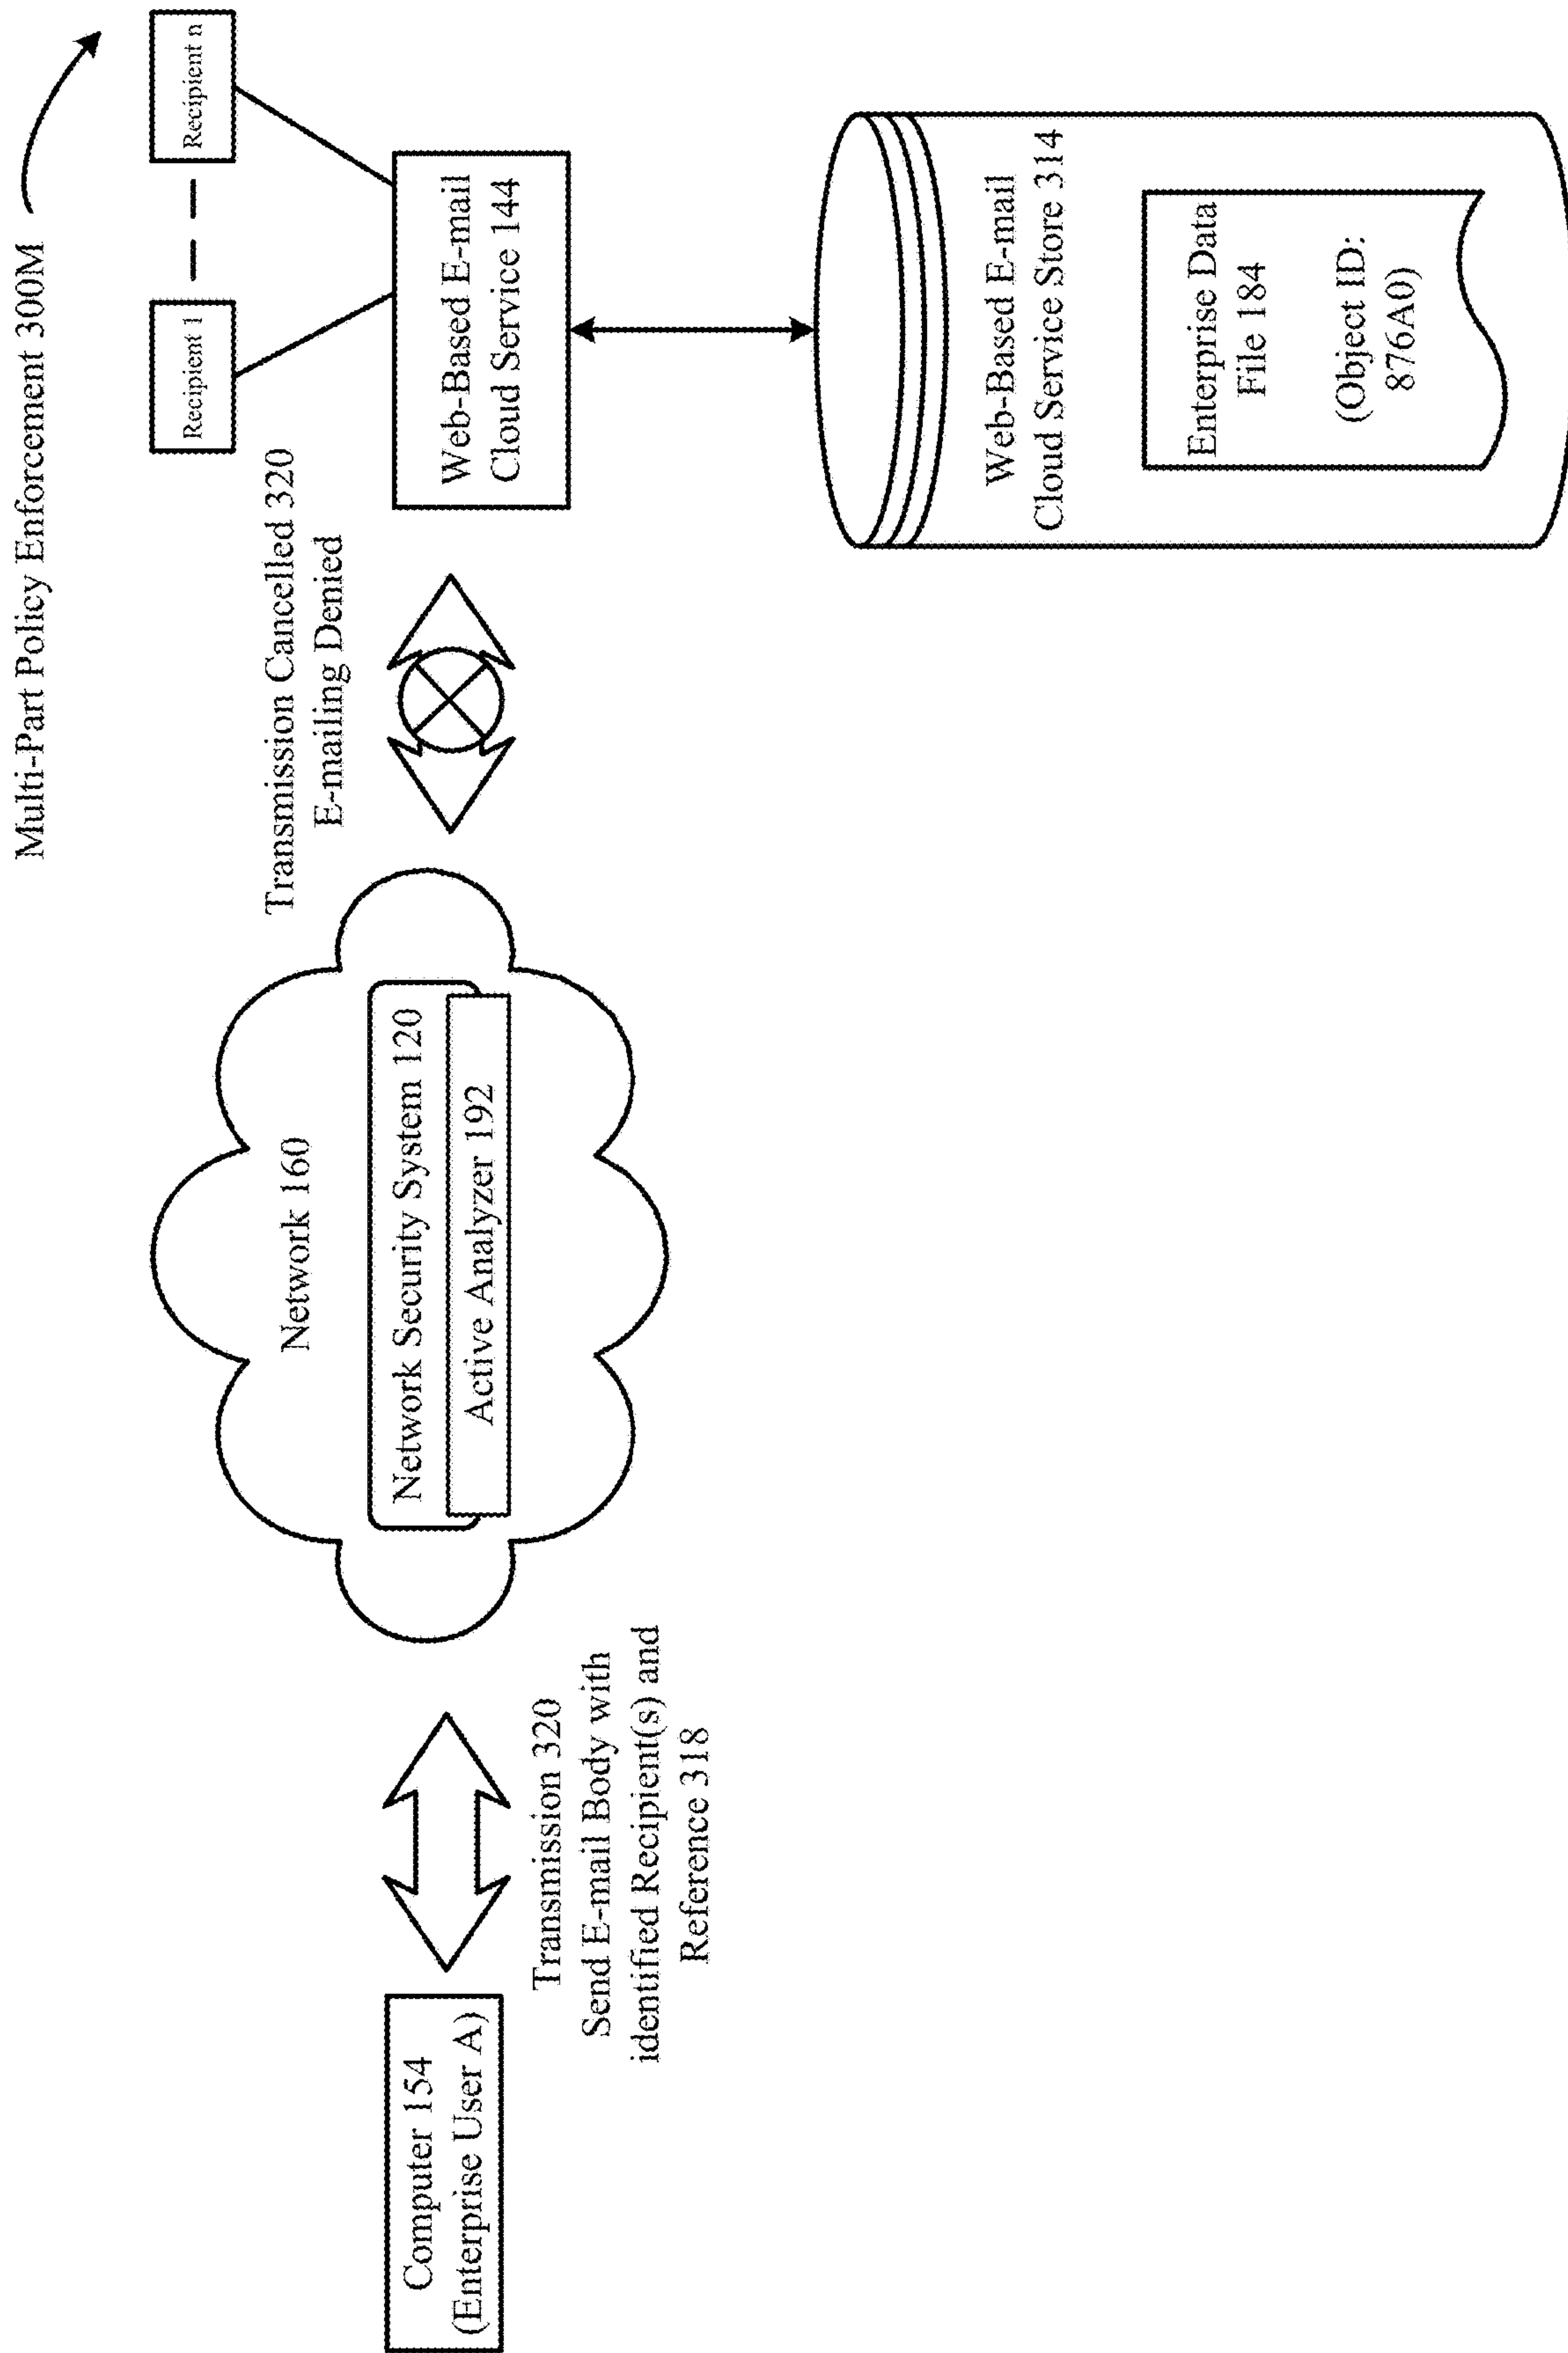 Multi-Part Policy Enforcement 300M
Recipient 1
Recipient n
Transmission Cancelled 320
E-mailing Denied
Web-Based E-mail
Cloud Service 144
Network 160
Network Security System 120
Active Analyzer 192
Computer 154
(Enterprise User A)
Transmission 320
Send E-mail Body with
identified Recipient(s) and
Reference 318
Web-Based E-mail
Cloud Service Store 314
Enterprise Data
File 184
(Object ID:
876A0)